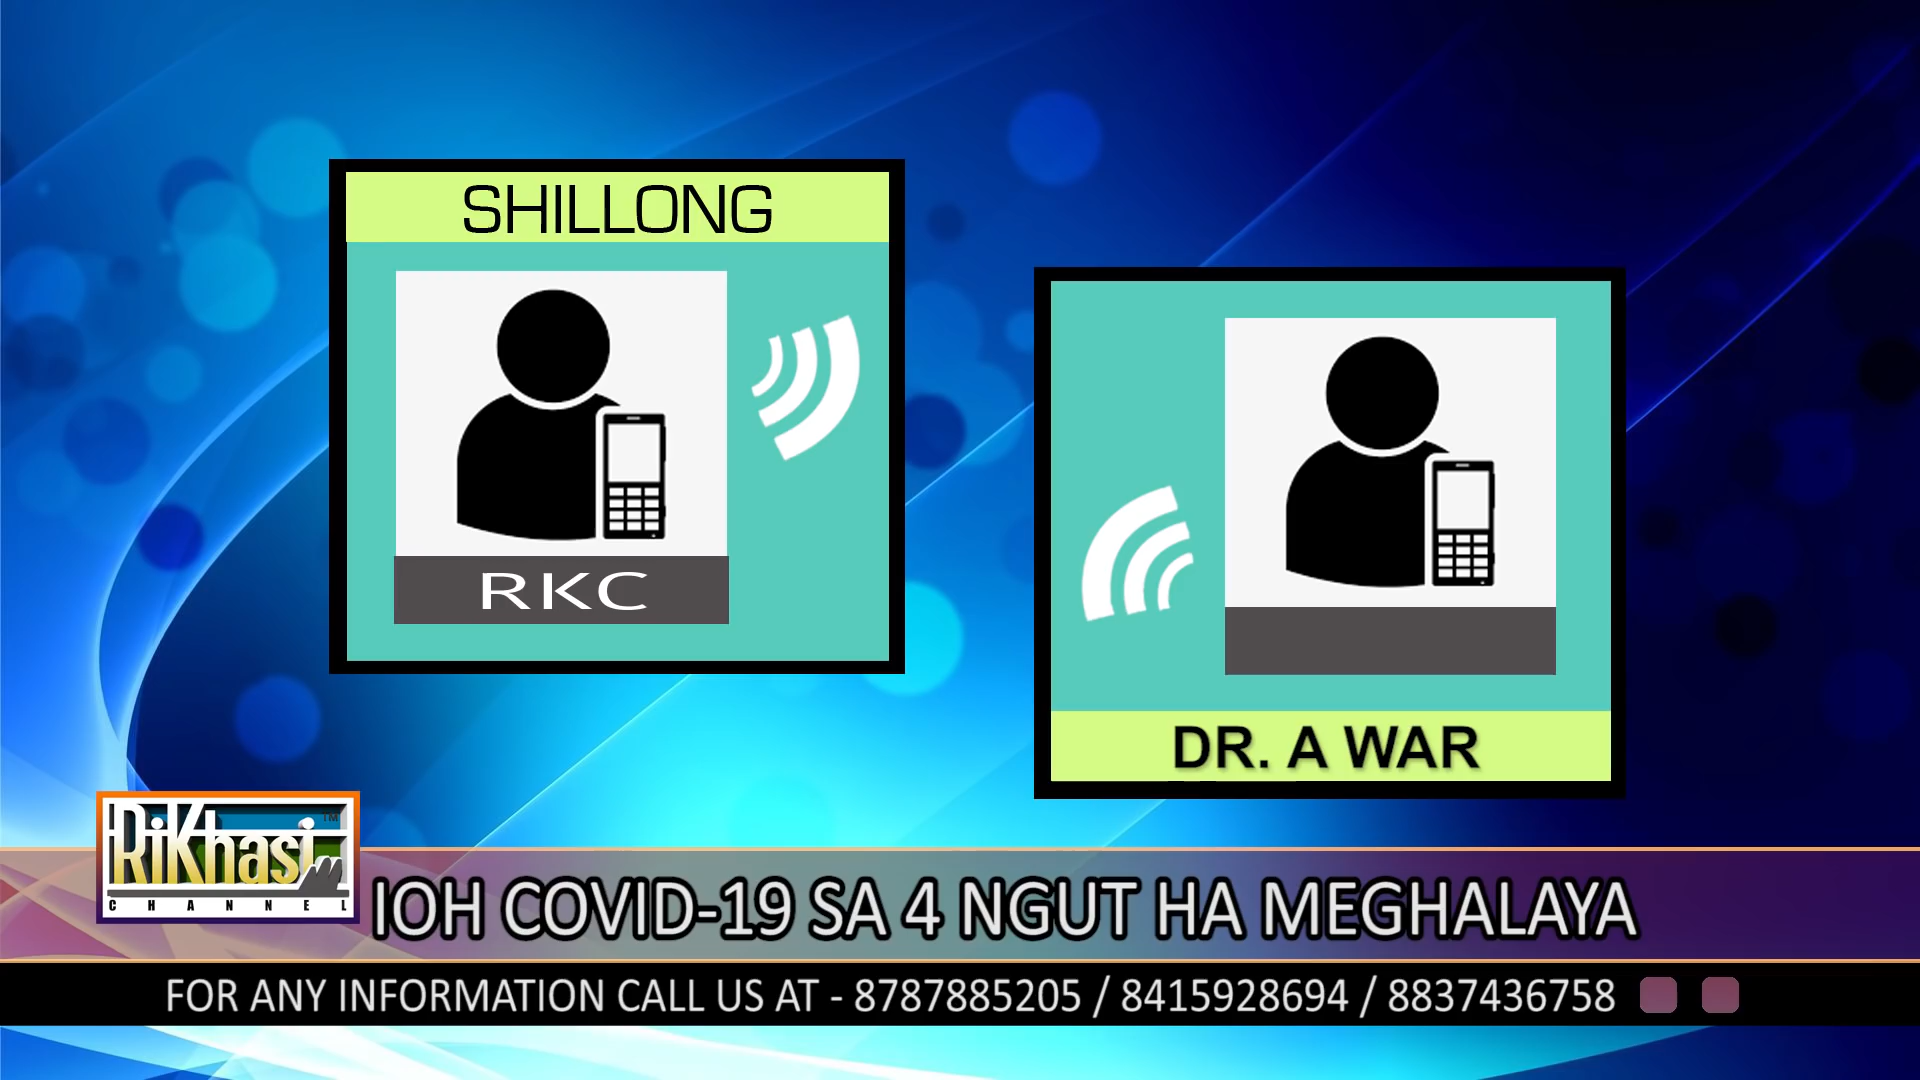 SHILLONG
RKC
DR. A WAR
RiKhasi TM
CHANNEL
IOH COVID-19 SA 4 NGUT HA MEGHALAYA
FOR ANY INFORMATION CALL US AT - 8787885205 / 8415928694 / 8837436758